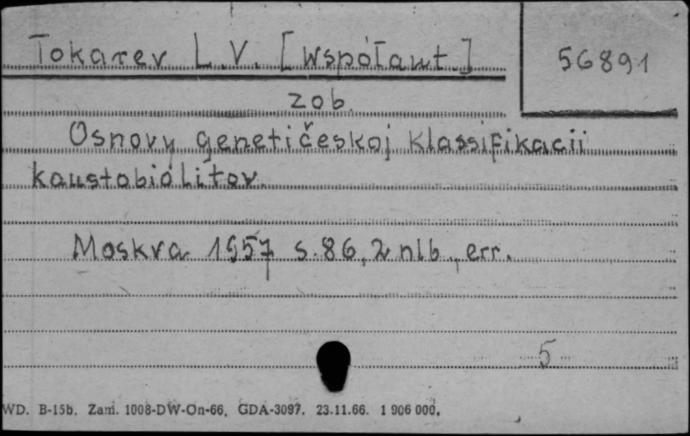 Tokarev L.V. [Współaut.]
56891
zob.
Osnovy genetičeskoj klassifikacii
kaustobiólitov.
Moskva 1957 s. 86, 2 nlb., err.
5
WD. B-15b. Zam. 1008-DW-On-66. GDA-3097. 23.11.66. 1 906 000.